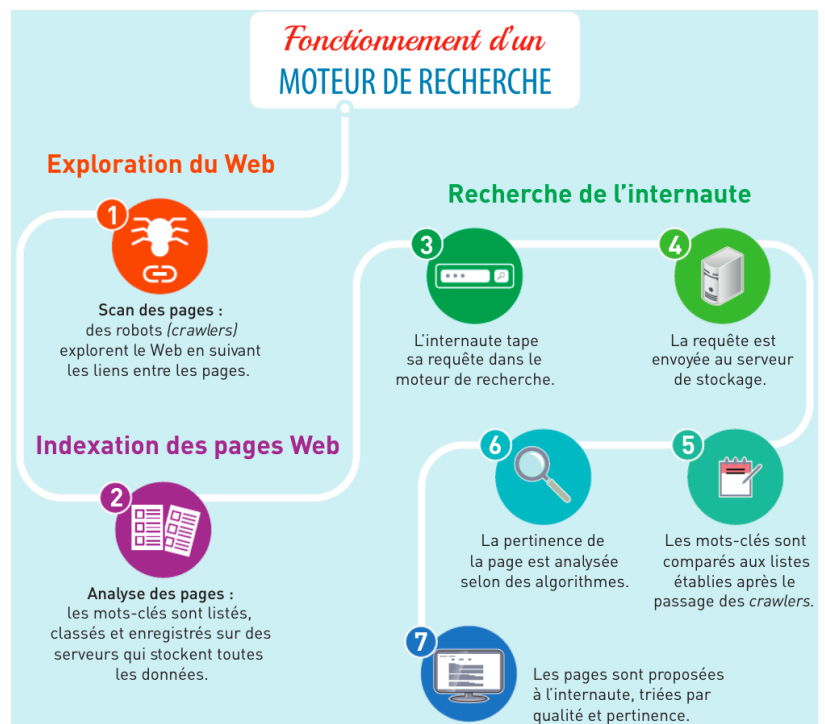 Fonctionnement d'un
MOTEUR DE RECHERCHE
Exploration du Web
1
Scan des pages :
des robots (crawlers)
explorent le Web en suivant
les liens entre les pages.
Indexation des pages Web
2
Analyse des pages :
les mots-clés sont listés,
classés et enregistrés sur des
serveurs qui stockent toutes
les données.
Recherche de l'internaute
3
L'internaute tape
sa requête dans le
moteur de recherche.
4
La requête est
envoyée au serveur
de stockage.
5
Les mots-clés sont
comparés aux listes
établies après le
passage des crawlers.
6
La pertinence de
la page est analysée
selon des algorithmes.
7
Les pages sont proposées
à l'internaute, triées par
qualité et pertinence.